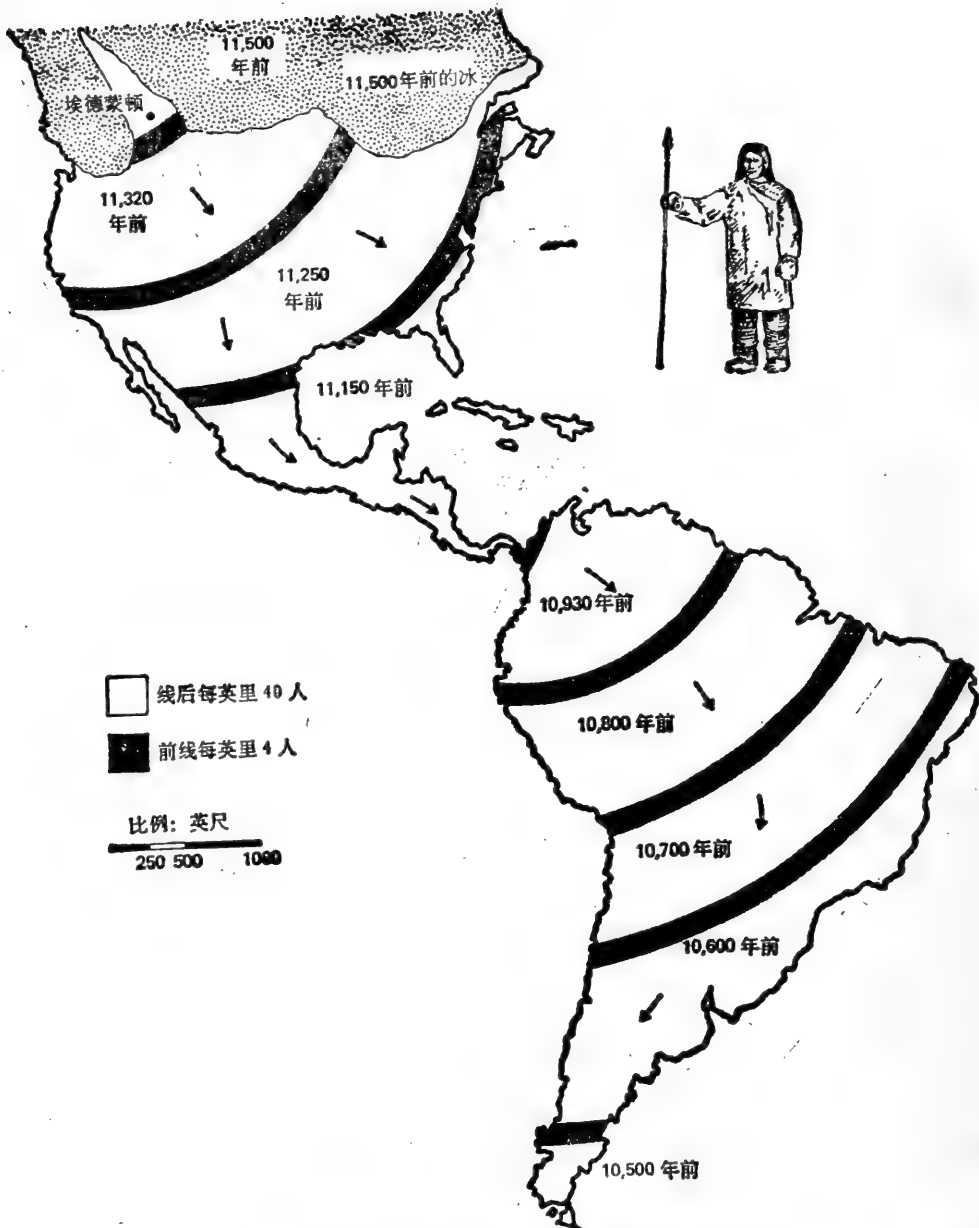 11,500
年前
11,500年前的冰
埃德蒙顿
11,320
年前
11,250
年前
11,150 年前
10,930 年前
线后每英里 40 人
10,800 年前
前线每英里 4 人
比例: 英尺
250 500 1000
10,700 年前
10,600 年前
10,500 年前